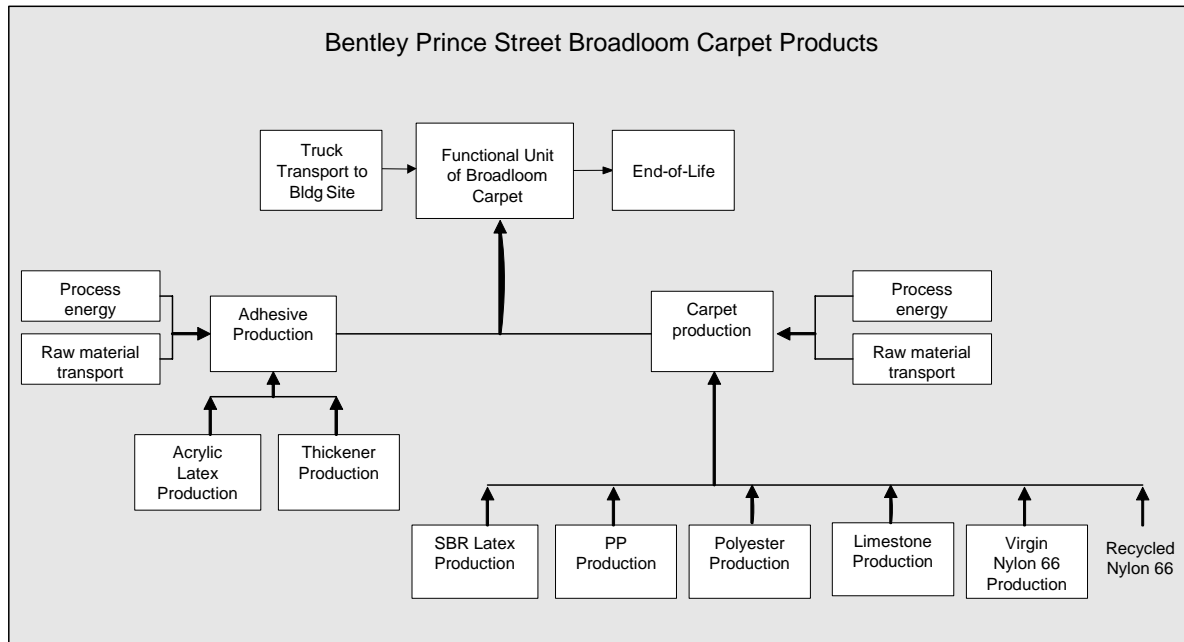 Bentley Prince Street Broadloom Carpet Products
Truck
Transport to
Bldg Site
Functional Unit
of Broadloom
Carpet
End-of-Life
Process
energy
Raw material
transport
Adhesive
Production
Carpet
production
Process
energy
Raw material
transport
Acrylic
Latex
Production
Thickener
Production
SBR Latex
Production
PP
Production
Polyester
Production
Limestone
Production
Virgin
Nylon 66
Production
Recycled
Nylon 66